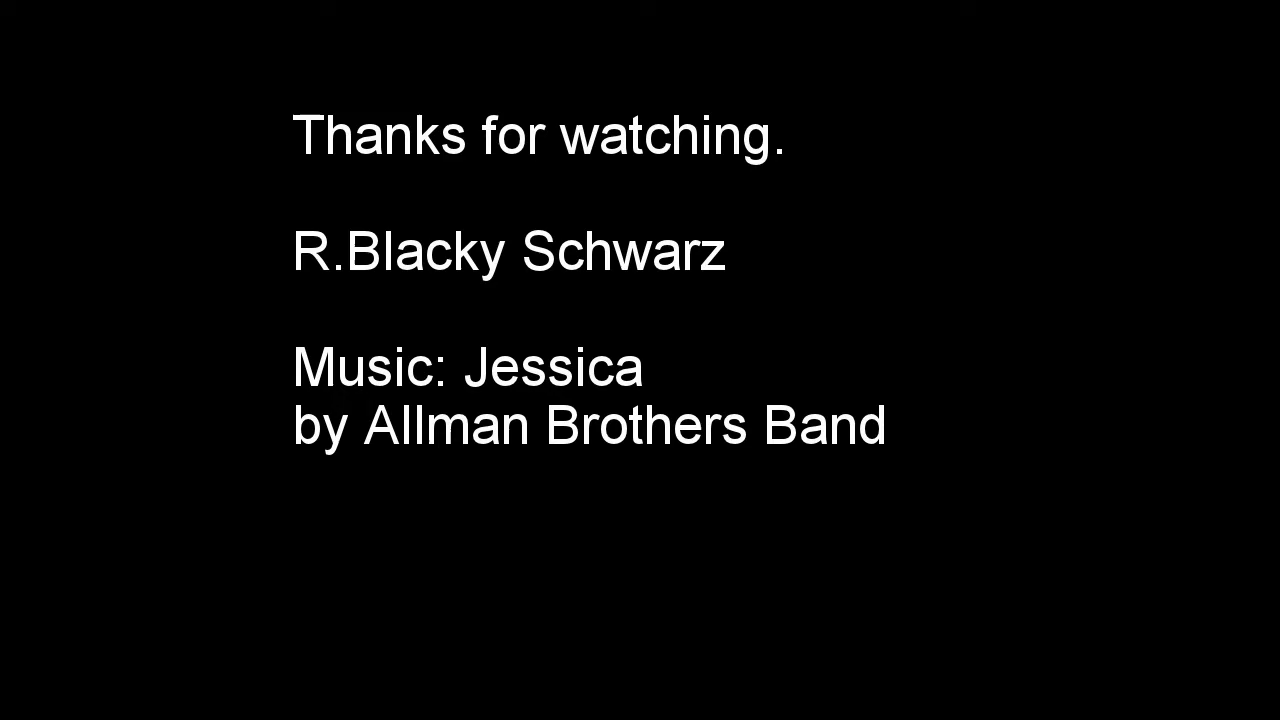 Thanks for watching.
R.Blacky Schwarz
Music: Jessica
by Allman Brothers Band